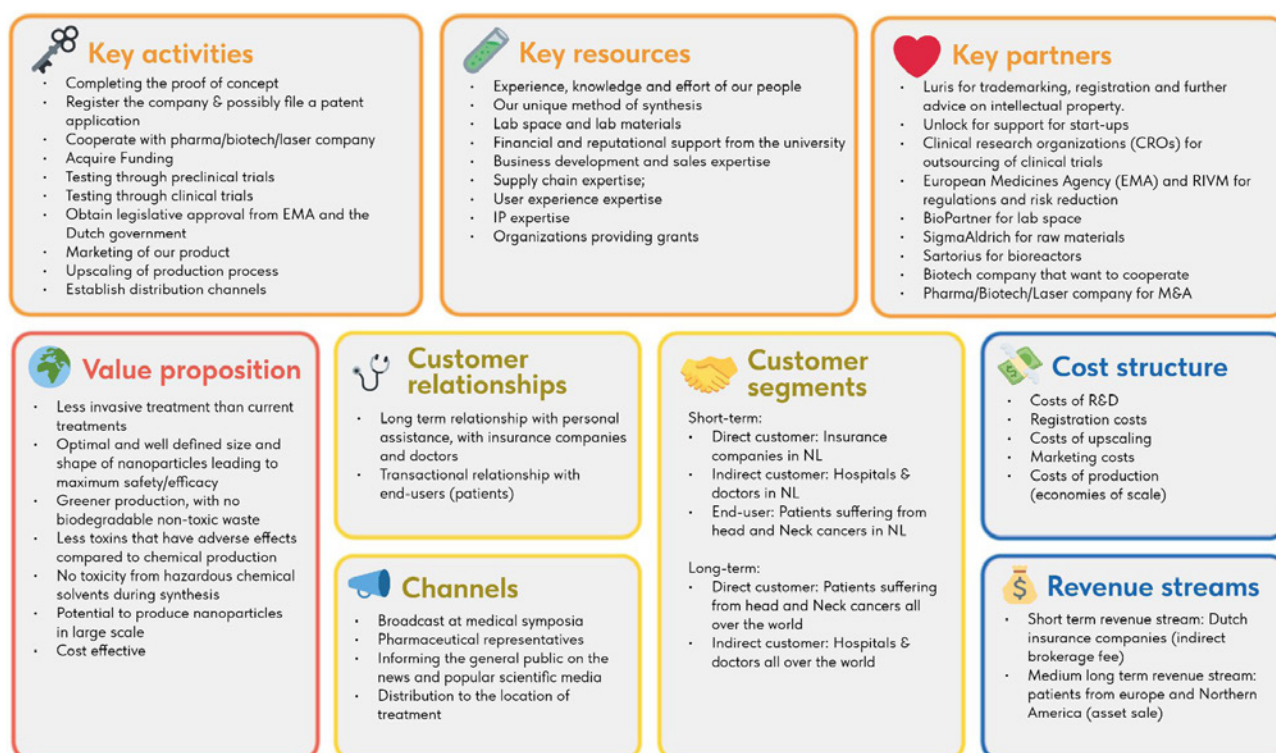 Key activities
• Completing the proof of concept
• Register the company & possibly file a patent
application
• Cooperate with pharma/biotech/laser company
• Acquire Funding
• Testing through preclinical trials
• Testing through clinical trials
• Obtain legislative approval from EMA and the
Dutch government
• Marketing of our product
• Upscaling of production process
• Establish distribution channels
Key resources
• Experience, knowledge and effort of our people
• Our unique method of synthesis
• Lab space and lab materials
• Financial and reputational support from the university
• Business development and sales expertise
• Supply chain expertise;
• User experience expertise
• IP expertise
• Organizations providing grants
Key partners
• Luris for trademarking, registration and further
advice on intellectual property.
• Unlock for support for start-ups
• Clinical research organizations (CROs) for
outsourcing of clinical trials
• European Medicines Agency (EMA) and RIVM for
regulations and risk reduction
• BioPartner for lab space
• SigmaAldrich for raw materials
• Sartorius for bioreactors
• Biotech company that want to cooperate
• Pharma/Biotech/Laser company for M&A
Value proposition
• Less invasive treatment than current
treatments
• Optimal and well defined size and
shape of nanoparticles leading to
maximum safety/efficacy
• Greener production, with no
biodegradable non-toxic waste
• Less toxins that have adverse effects
compared to chemical production
• No toxicity from hazardous chemical
solvents during synthesis
• Potential to produce nanoparticles
in large scale
• Cost effective
Customer
relationships
• Long term relationship with personal
assistance, with insurance companies
and doctors
• Transactional relationship with
end-users (patients)
Channels
• Broadcast at medical symposia
• Pharmaceutical representatives
• Informing the general public on the
news and popular scientific media
• Distribution to the location of
treatment
Customer
segments
Short-term:
• Direct customer: Insurance
companies in NL
• Indirect customer: Hospitals &
doctors in NL
• End-user: Patients suffering from
head and Neck cancers in NL
Long-term:
• Direct customer: Patients suffering
from head and Neck cancers all
over the world
• Indirect customer: Hospitals &
doctors all over the world
Cost structure
• Costs of R&D
• Registration costs
• Costs of upscaling
• Marketing costs
• Costs of production
(economies of scale)
Revenue streams
• Short term revenue stream: Dutch
insurance companies (indirect
brokerage fee)
• Medium long term revenue stream:
patients from europe and Northern
America (asset sale)